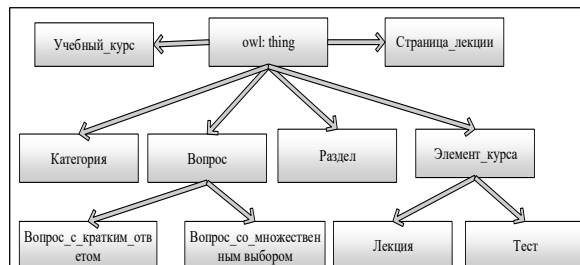 Учебный_курс
owl: thing
Страница_лекции
Категория
Вопрос
Раздел
Элемент_курса
Вопрос_с_кратким_отв
етом
Вопрос_со_множествен
ным выбором
Лекция
Тест